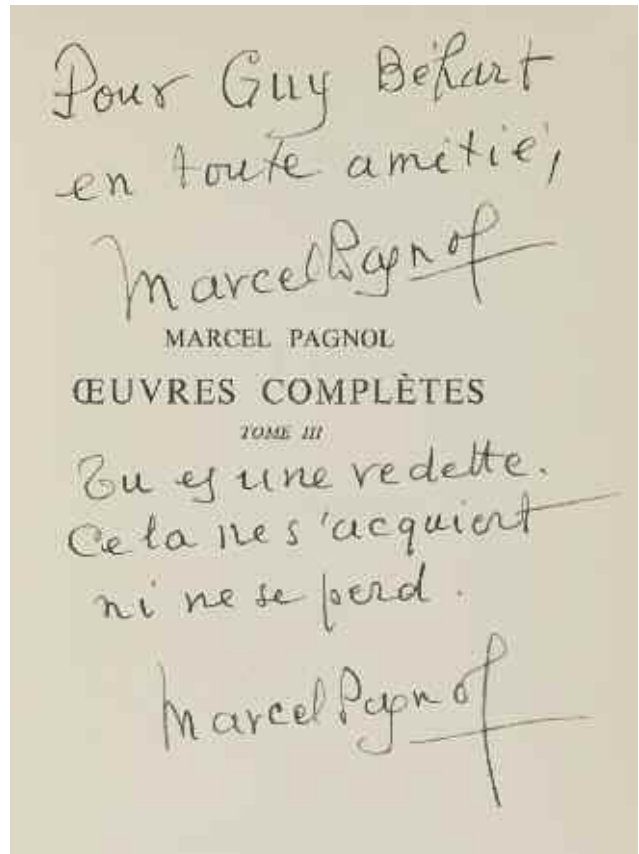 Pour Guy Béhart
en toute amitié,
Marcel Pagnol
MARCEL PAGNOL
ŒUVRES COMPLÈTES
TOME III
Tu es une vedette.
Cela ne s'acquiert
ni ne se perd.
Marcel Pagnol